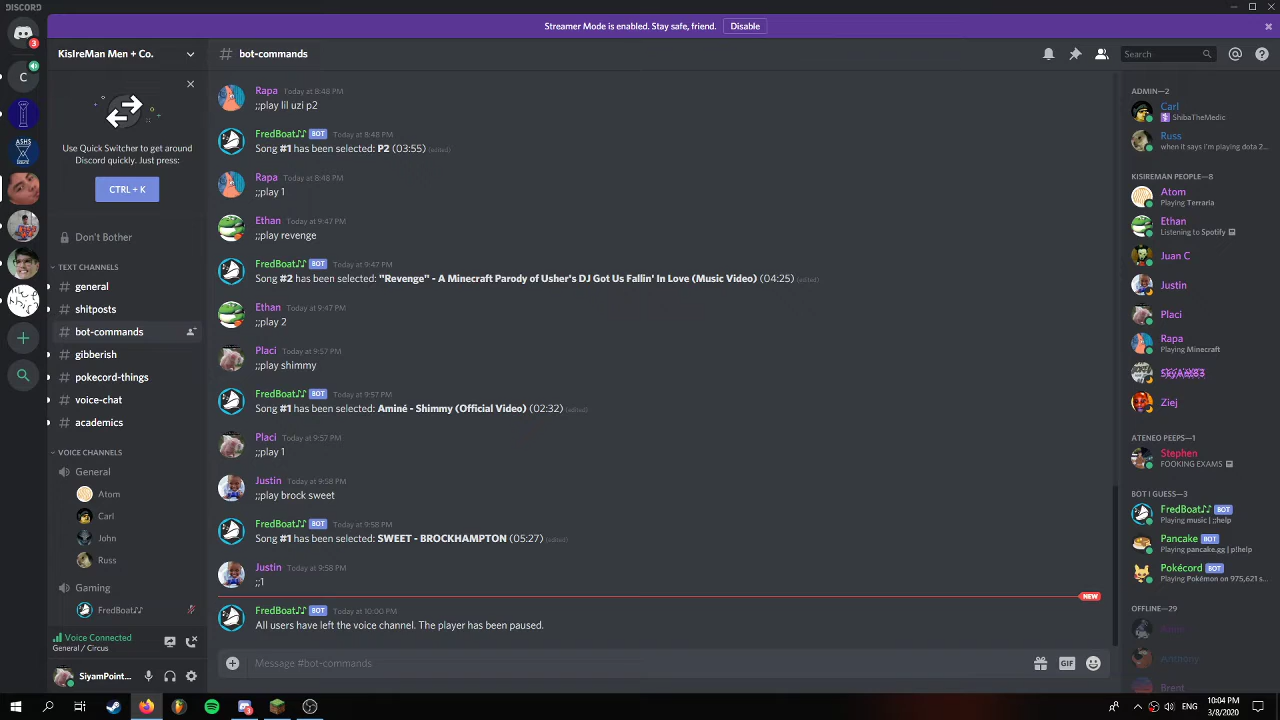 DISCORD
Streamer Mode is enabled. Stay safe, friend.
Disable
3
C
ASHS
KisIreMan Men + Co.
Use Quick Switcher to get around
Discord quickly. Just press:
CTRL + K
Don't Bother
TEXT CHANNELS
# general
# shitposts
# bot-commands
# gibberish
# pokecord-things
# voice-chat
# academics
VOICE CHANNELS
General
Atom
Carl
John
Russ
Gaming
FredBoat♪♪
Voice Connected
General / Circus
SiyamPoint...
# bot-commands
Search
Rapa Today at 8:48 PM
;;play lil uzi p2
FredBoat♪♪ BOT Today at 8:48 PM
Song #1 has been selected: P2 (03:55) (edited)
Rapa Today at 8:48 PM
;;play 1
Ethan Today at 9:47 PM
;;play revenge
FredBoat♪♪ BOT Today at 9:47 PM
Song #2 has been selected: "Revenge" - A Minecraft Parody of Usher's DJ Got Us Fallin' In Love (Music Video) (04:25) (edited)
Ethan Today at 9:47 PM
;;play 2
Placi Today at 9:57 PM
;;play shimmy
FredBoat♪♪ BOT Today at 9:57 PM
Song #1 has been selected: Aminé - Shimmy (Official Video) (02:32) (edited)
Placi Today at 9:57 PM
;;play 1
Justin Today at 9:58 PM
;;play brock sweet
FredBoat♪♪ BOT Today at 9:58 PM
Song #1 has been selected: SWEET - BROCKHAMPTON (05:27) (edited)
Justin Today at 9:58 PM
;;1
NEW
FredBoat♪♪ BOT Today at 10:00 PM
All users have left the voice channel. The player has been paused.
Message #bot-commands
GIF
ADMIN—2
Carl
ShibaTheMedic
Russ
when it says I'm playing dota 2...
KISIREMAN PEOPLE—8
Atom
Playing Terraria
Ethan
Listening to Spotify
Juan C
Justin
Placi
Rapa
Playing Minecraft
Ziej
ATENEO PEEPS—1
Stephen
FOOKING EXAMS
BOT I GUESS—3
FredBoat♪♪ BOT
Playing music | ;;help
Pancake BOT
Playing pancake.gg | p!help
Pokécord BOT
Playing Pokémon on 975,621 s...
OFFLINE—29
Anthony
Brent
3
ENG
10:04 PM
3/8/2020